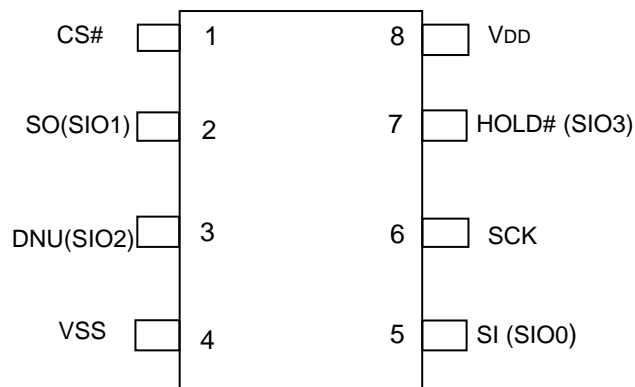 CS# 1 8 VDD
SO(SIO1) 2 7 HOLD# (SIO3)
DNU(SIO2) 3 6 SCK
VSS 4 5 SI (SIO0)